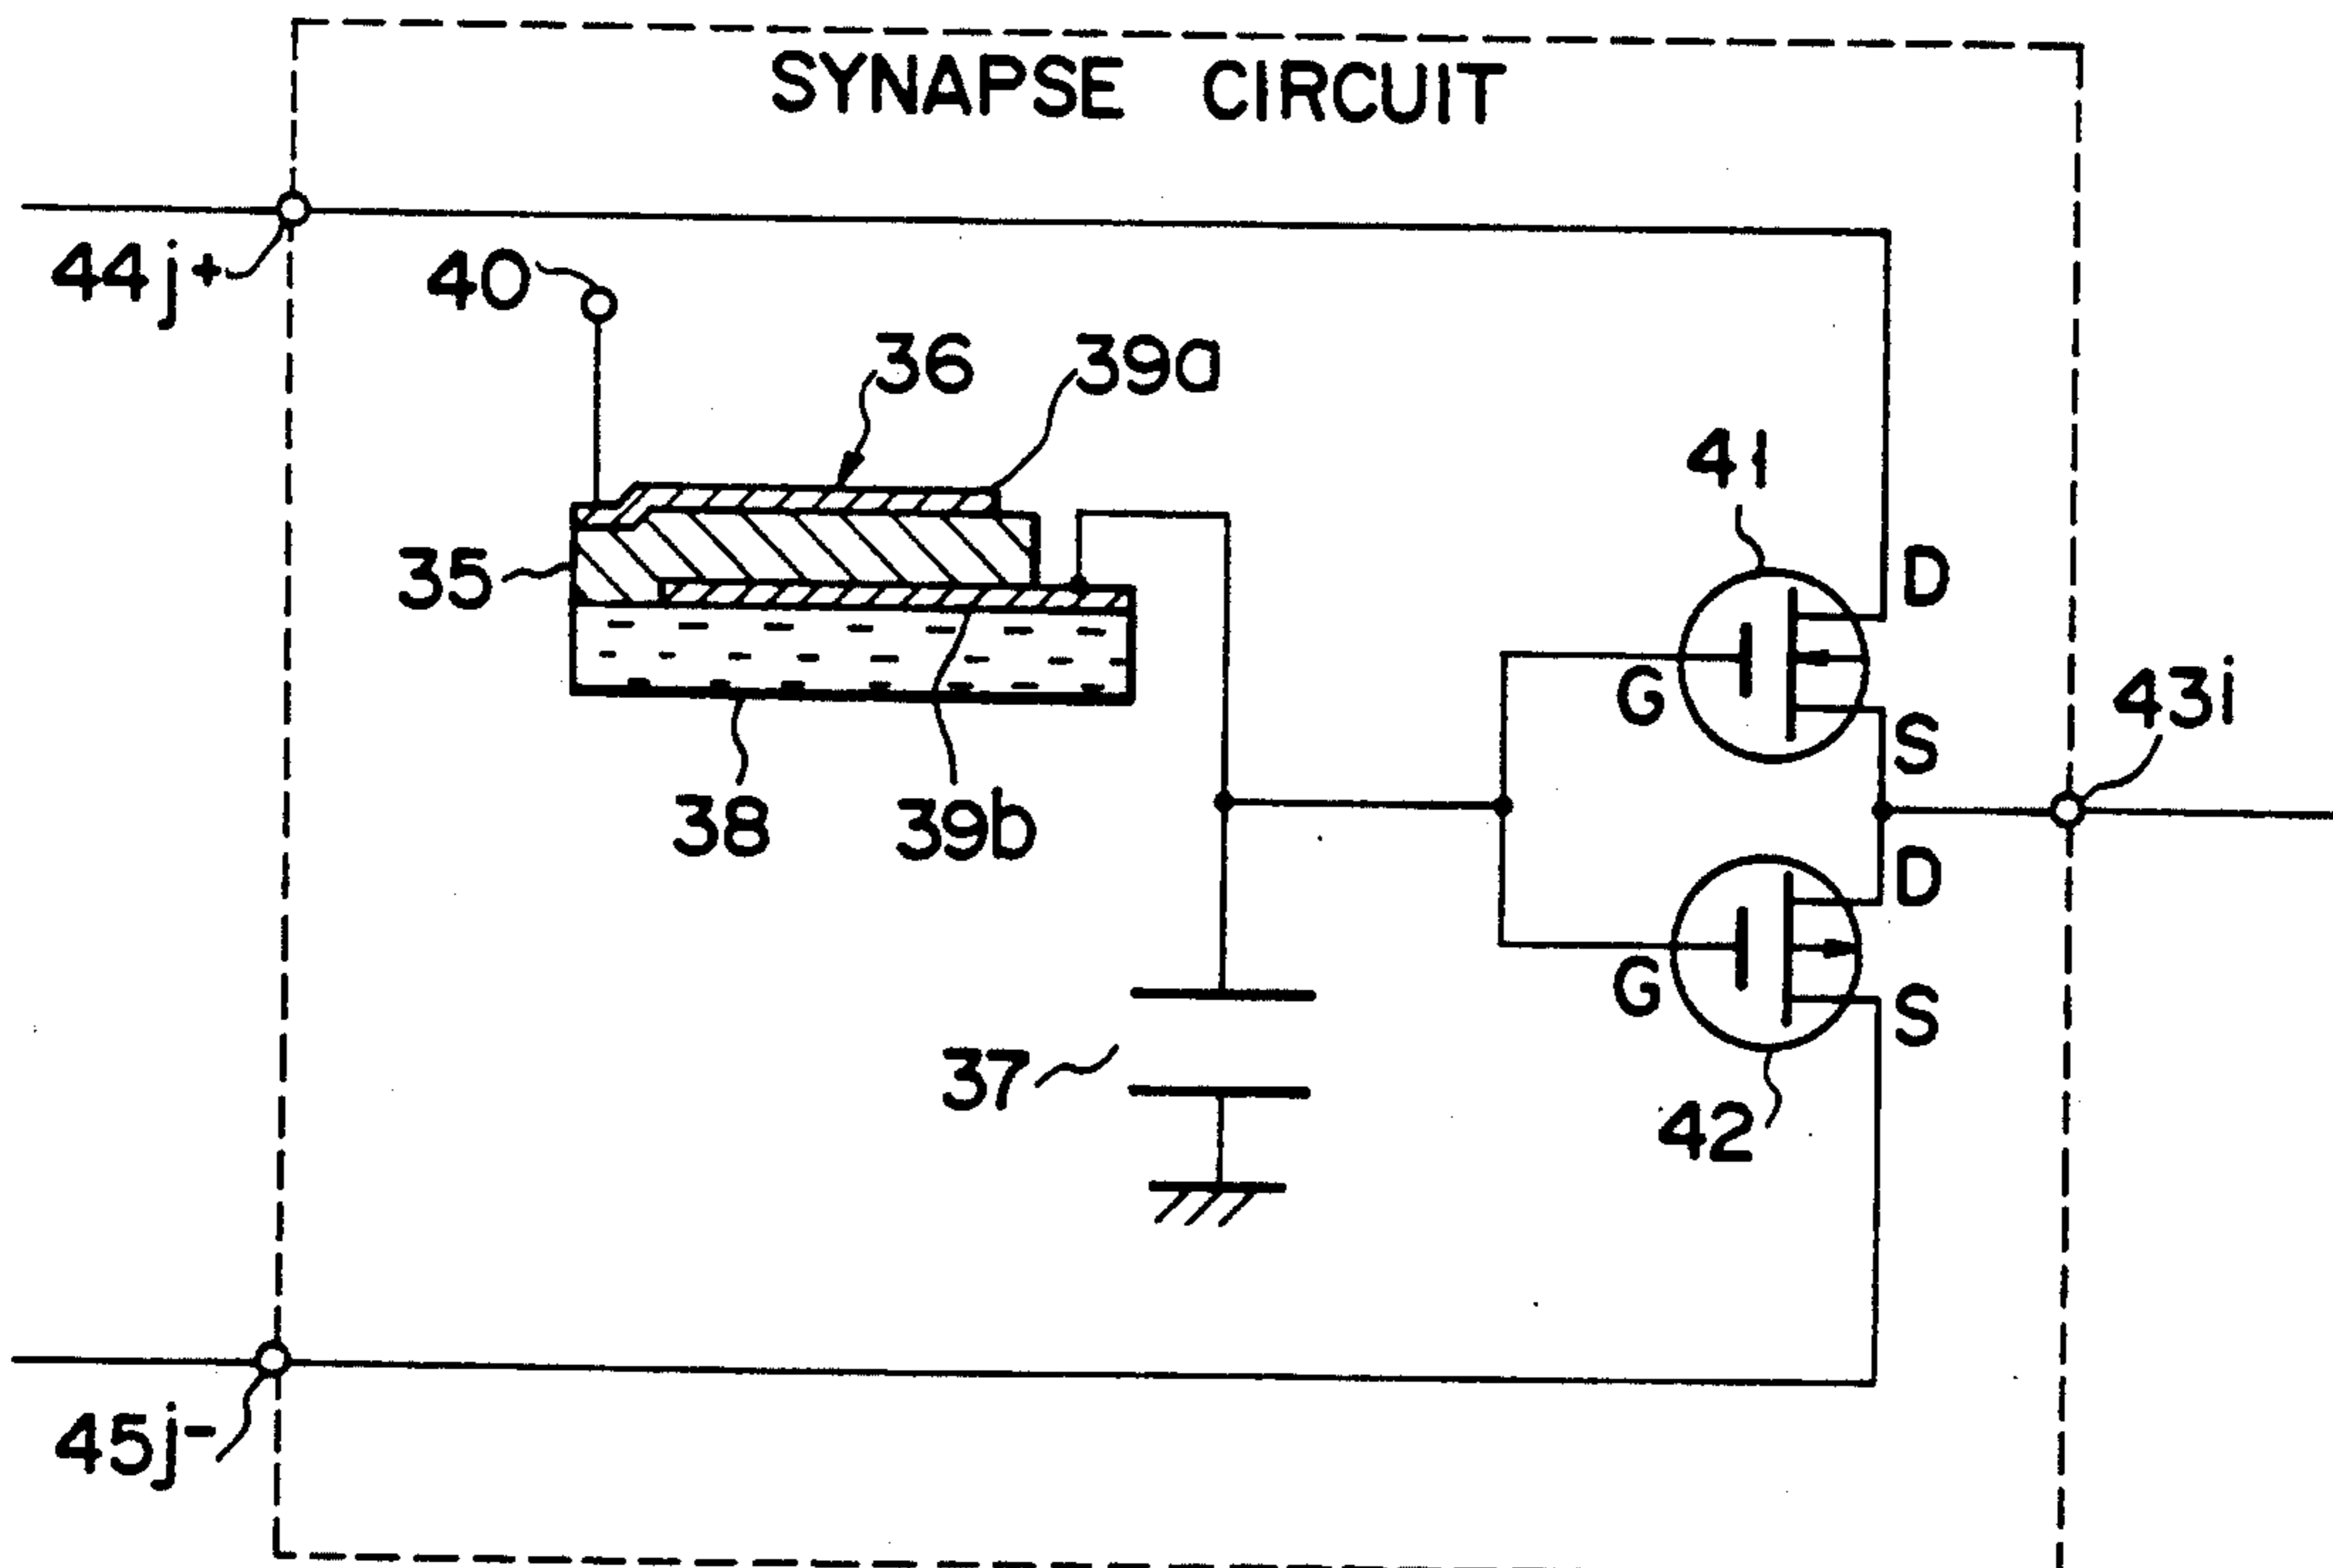 SYNAPSE CIRCUIT
44j+
40
36
39a
41
35
D
G
43i
S
38
39b
D
G
S
37
42
45j-